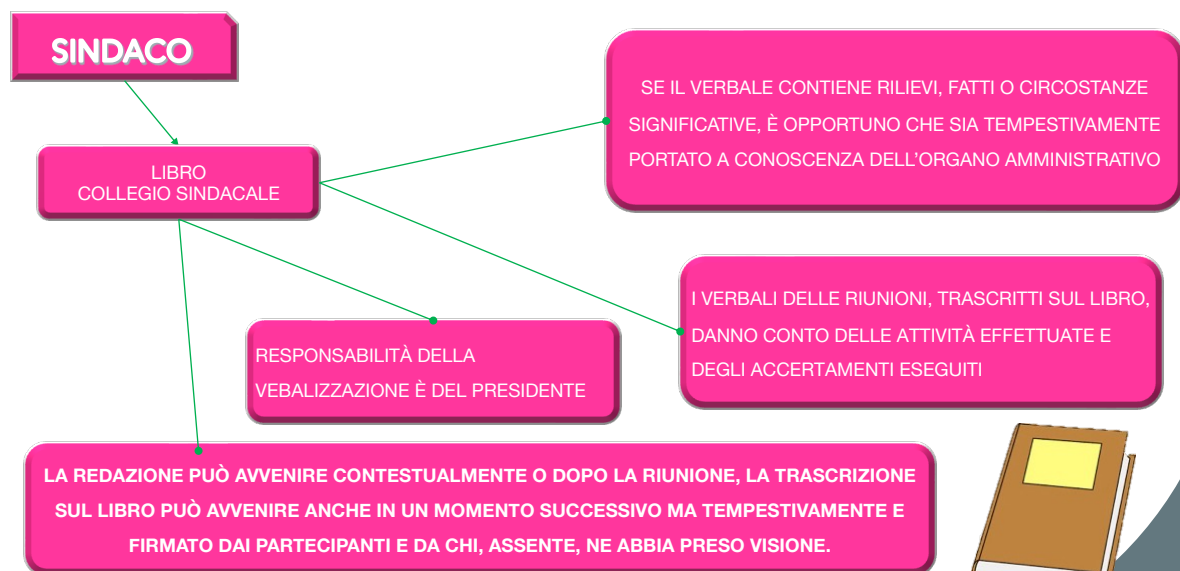 SINDACO
LIBRO
COLLEGIO SINDACALE
SE IL VERBALE CONTIENE RILIEVI, FATTI O CIRCOSTANZE
SIGNIFICATIVE, È OPPORTUNO CHE SIA TEMPESTIVAMENTE
PORTATO A CONOSCENZA DELL'ORGANO AMMINISTRATIVO
I VERBALI DELLE RIUNIONI, TRASCRITTI SUL LIBRO,
DANNO CONTO DELLE ATTIVITÀ EFFETTUATE E
DEGLI ACCERTAMENTI ESEGUITI
RESPONSABILITÀ DELLA
VEBALIZZAZIONE È DEL PRESIDENTE
LA REDAZIONE PUÒ AVVENIRE CONTESTUALMENTE O DOPO LA RIUNIONE, LA TRASCRIZIONE
SUL LIBRO PUÒ AVVENIRE ANCHE IN UN MOMENTO SUCCESSIVO MA TEMPESTIVAMENTE E
FIRMATO DAI PARTECIPANTI E DA CHI, ASSENTE, NE ABBIA PRESO VISIONE.